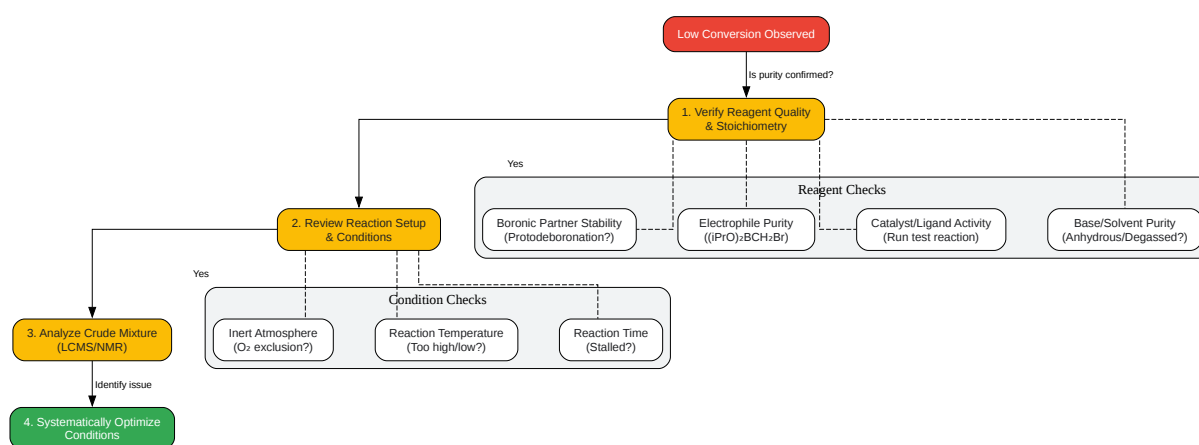 Low Conversion Observed
Is purity confirmed?
1. Verify Reagent Quality
& Stoichiometry
Yes
Reagent Checks
Boronic Partner Stability
(Protodeboronation?)
Electrophile Purity
((iPrO)₂BCH₂Br)
Catalyst/Ligand Activity
(Run test reaction)
Base/Solvent Purity
(Anhydrous/Degassed?)
2. Review Reaction Setup
& Conditions
Yes
Condition Checks
Inert Atmosphere
(O₂ exclusion?)
Reaction Temperature
(Too high/low?)
Reaction Time
(Stalled?)
3. Analyze Crude Mixture
(LCMS/NMR)
Identify issue
4. Systematically Optimize
Conditions